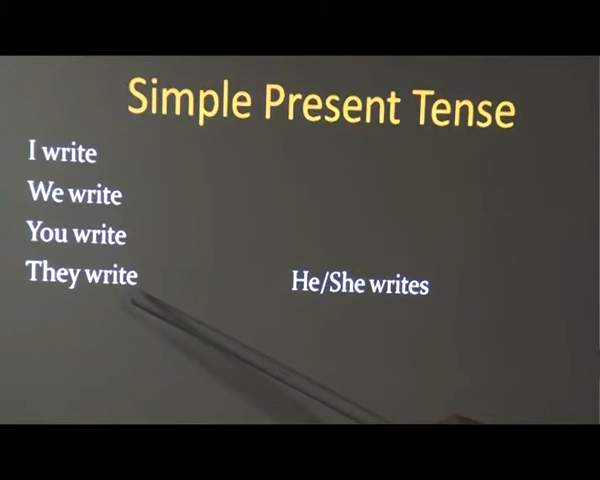 Simple Present Tense
I write
We write
You write
They write
He/She writes